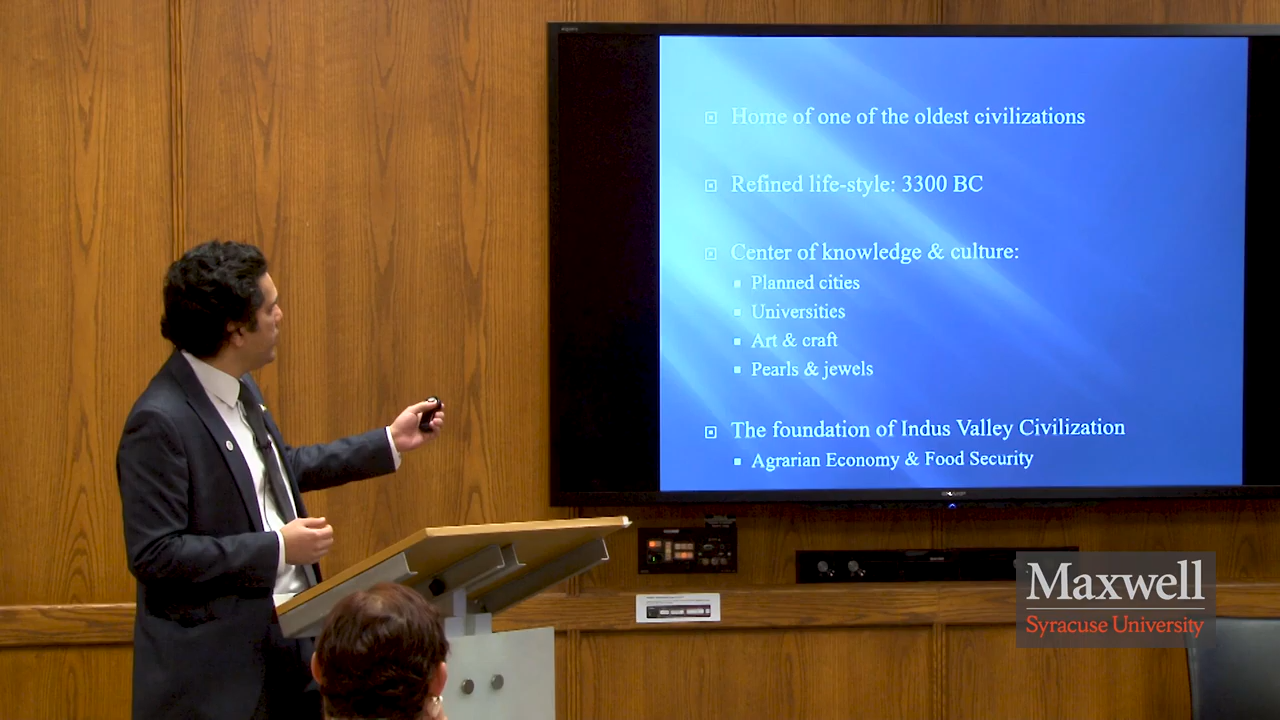 Home of one of the oldest civilizations
Refined life-style: 3300 BC
Center of knowledge & culture:
Planned cities
Universities
Art & craft
Pearls & jewels
The foundation of Indus Valley Civilization
Agrarian Economy & Food Security
SHARP
Maxwell
Syracuse University